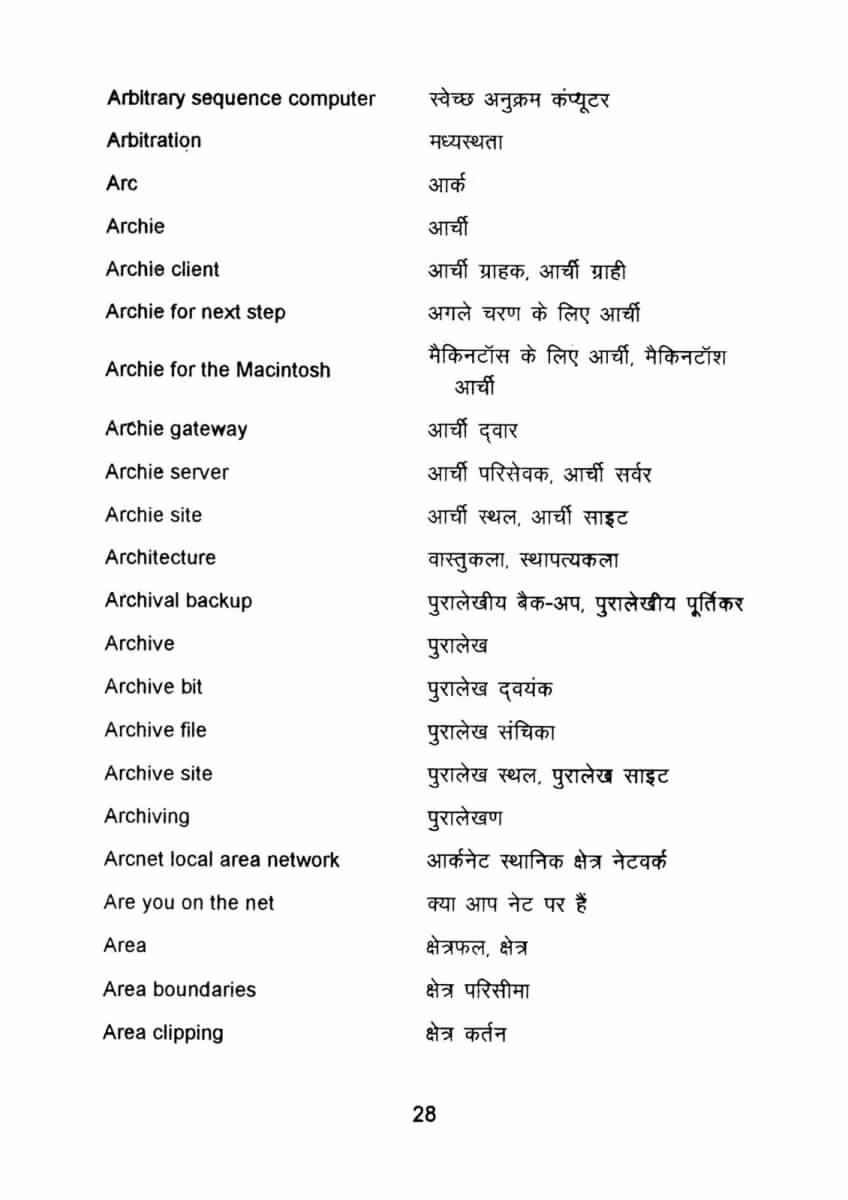 Arbitrary sequence computer स्वेच्छ अनुक्रम कंप्यूटर
Arbitration मध्यस्थता
Arc आर्क
Archie आर्ची
Archie client आर्ची ग्राहक, आर्ची ग्राही
Archie for next step अगले चरण के लिए आर्ची
Archie for the Macintosh मैकिनटॉस के लिए आर्ची, मैकिनटॉश
आर्ची
Archie gateway आर्ची द्वार
Archie server आर्ची परिसेवक, आर्ची सर्वर
Archie site आर्ची स्थल, आर्ची साइट
Architecture वास्तुकला, स्थापत्यकला
Archival backup पुरालेखीय बैक-अप, पुरालेखीय पूर्तिकर
Archive पुरालेख
Archive bit पुरालेख द्वयंक
Archive file पुरालेख संचिका
Archive site पुरालेख स्थल, पुरालेख साइट
Archiving पुरालेखण
Arcnet local area network आर्कनेट स्थानिक क्षेत्र नेटवर्क
Are you on the net क्या आप नेट पर हैं
Area क्षेत्रफल, क्षेत्र
Area boundaries क्षेत्र परिसीमा
Area clipping क्षेत्र कर्तन
28